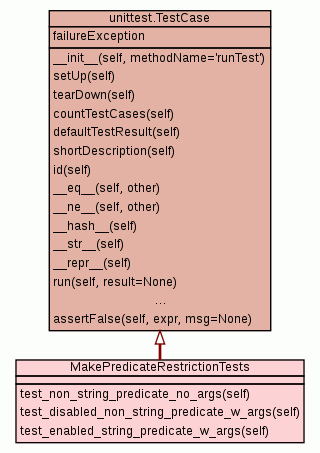 unittest.TestCase
failureException
__init__(self, methodName='runTest')
setUp(self)
tearDown(self)
countTestCases(self)
defaultTestResult(self)
shortDescription(self)
id(self)
__eq__(self, other)
__ne__(self, other)
__hash__(self)
__str__(self)
__repr__(self)
run(self, result=None)
...
assertFalse(self, expr, msg=None)
MakePredicateRestrictionTests
test_non_string_predicate_no_args(self)
test_disabled_non_string_predicate_w_args(self)
test_enabled_string_predicate_w_args(self)